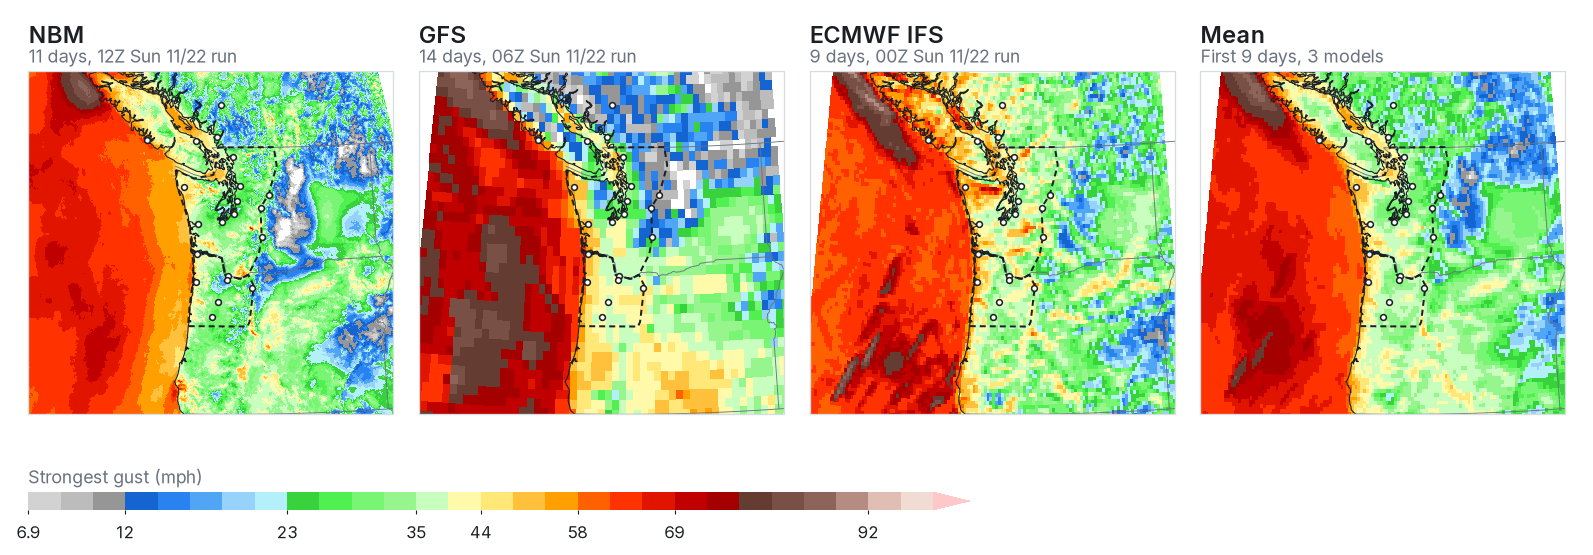 NBM
11 days, 12Z Sun 11/22 run
GFS
14 days, 06Z Sun 11/22 run
ECMWF IFS
9 days, 00Z Sun 11/22 run
Mean
First 9 days, 3 models
Strongest gust (mph)
6.9 12 23 35 44 58 69 92